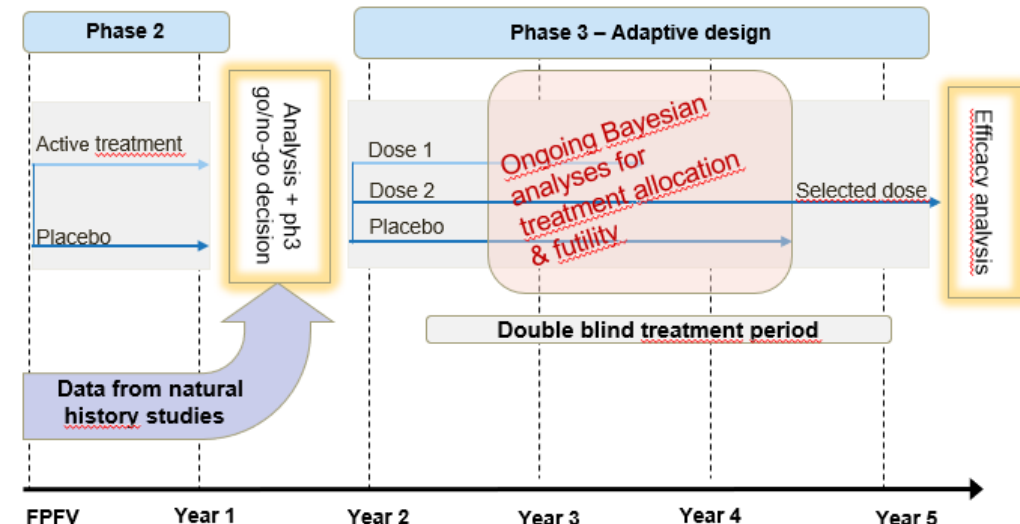 Phase 2
Phase 3 – Adaptive design
Analysis + ph3
go/no-go decision
Active treatment
Placebo
Dose 1
Dose 2
Placebo
Ongoing Bayesian
analyses for
treatment allocation
& futility
Selected dose
Efficacy analysis
Double blind treatment period
Data from natural
history studies
FPFV
Year 1
Year 2
Year 3
Year 4
Year 5